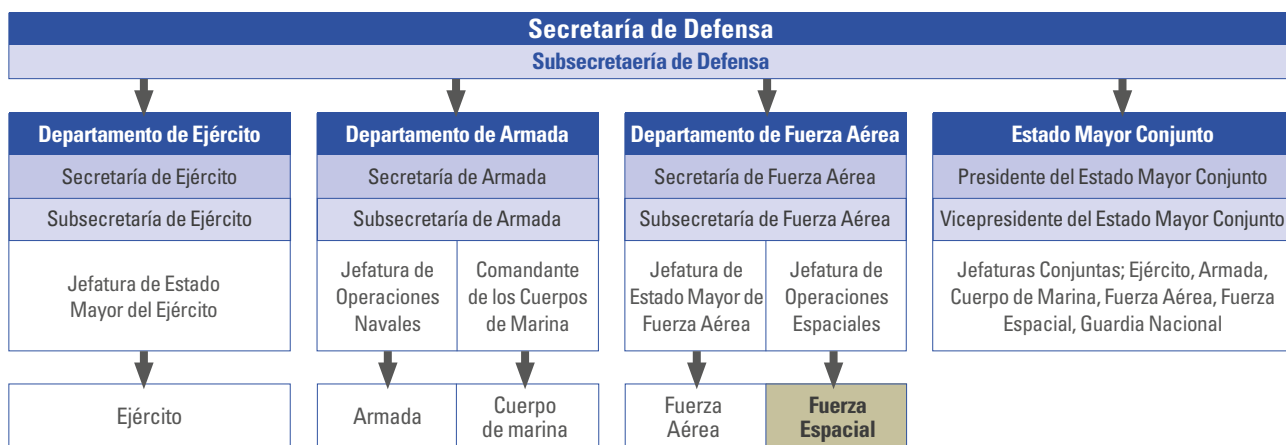 Secretaría de Defensa
Subsecretaería de Defensa
Departamento de Ejército
Secretaría de Ejército
Subsecretaría de Ejército
Jefatura de Estado
Mayor del Ejército
Ejército
Departamento de Armada
Secretaría de Armada
Subsecretaría de Armada
Jefatura de
Operaciones
Navales
Comandante
de los Cuerpos
de Marina
Armada
Cuerpo
de marina
Departamento de Fuerza Aérea
Secretaría de Fuerza Aérea
Subsecretaría de Fuerza Aérea
Jefatura de
Estado Mayor de
Fuerza Aérea
Jefatura de
Operaciones
Espaciales
Fuerza
Aérea
Fuerza
Espacial
Estado Mayor Conjunto
Presidente del Estado Mayor Conjunto
Vicepresidente del Estado Mayor Conjunto
Jefaturas Conjuntas; Ejército, Armada,
Cuerpo de Marina, Fuerza Aérea, Fuerza
Espacial, Guardia Nacional